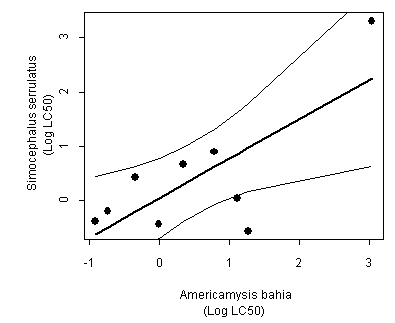 Simocephalus serrulatus
(Log LC50)
3
2
1
0
-1
0
1
2
3
Americamysis bahia
(Log LC50)